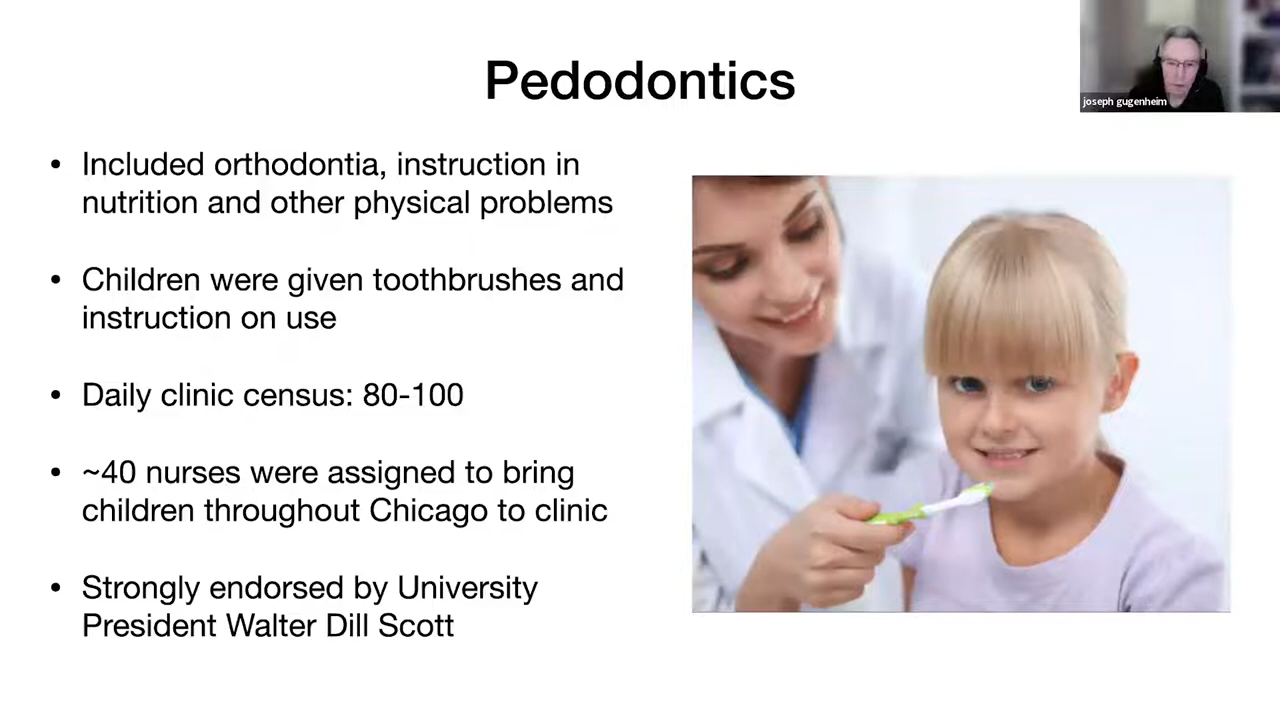 Pedodontics
joseph gugenheim
• Included orthodontia, instruction in
nutrition and other physical problems
• Children were given toothbrushes and
instruction on use
• Daily clinic census: 80-100
• ~40 nurses were assigned to bring
children throughout Chicago to clinic
• Strongly endorsed by University
President Walter Dill Scott